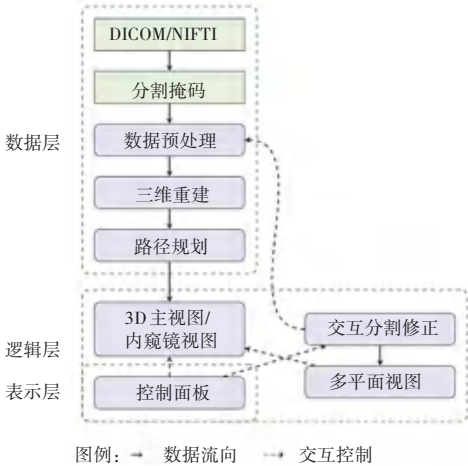 DICOM/NIFTI
分割掩码
数据层
数据预处理
三维重建
路径规划
3D 主视图/
内窥镜视图
交互分割修正
逻辑层
多平面视图
表示层
控制面板
图例： 数据流向 交互控制